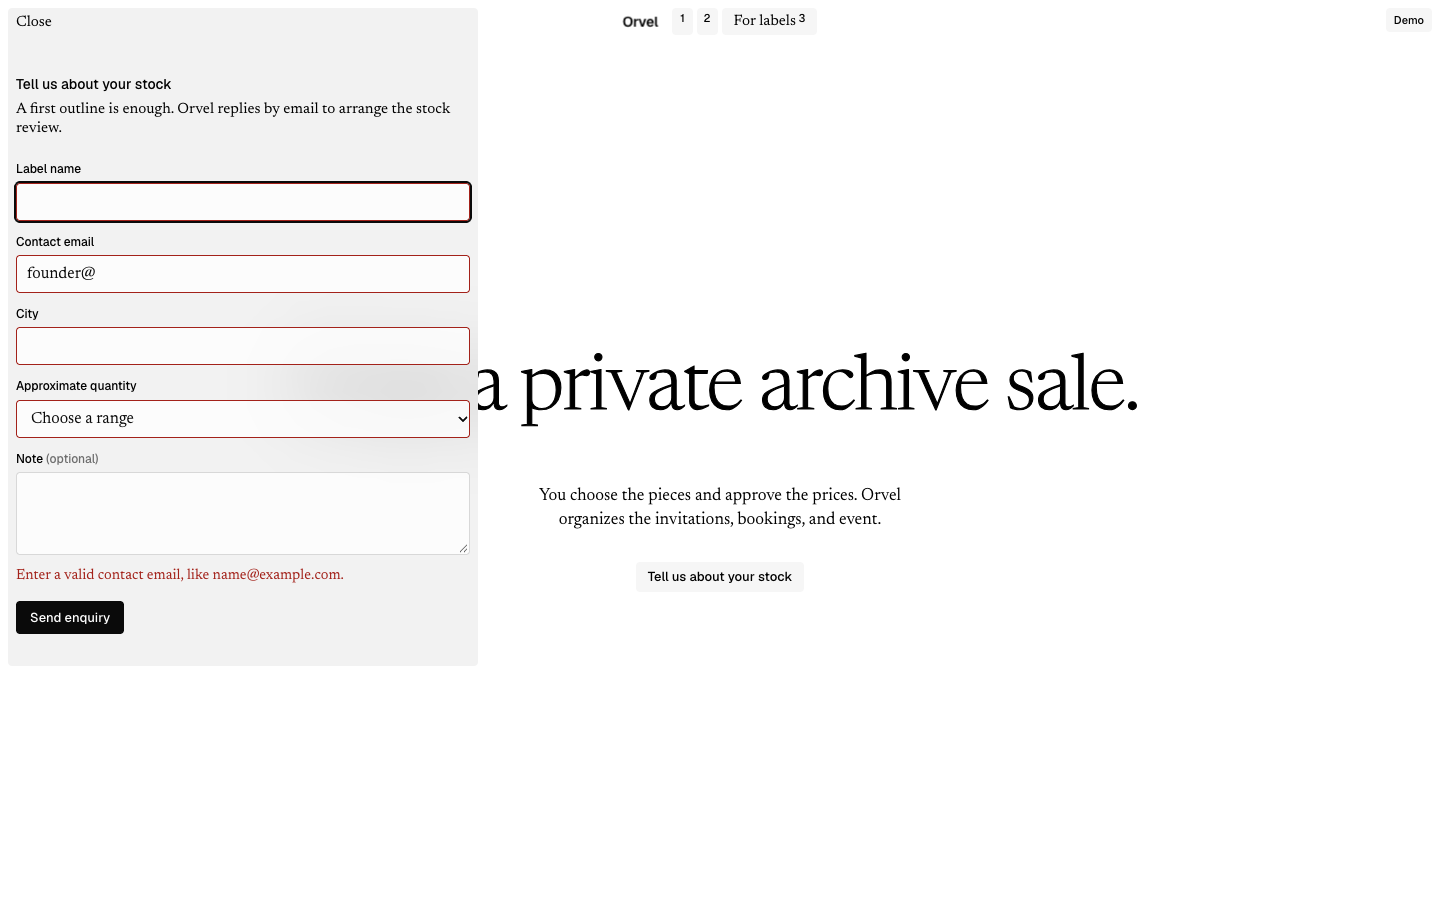 Close
Orvel
1
2
For labels 3
Demo
Tell us about your stock
A first outline is enough. Orvel replies by email to arrange the stock
review.
Label name
Contact email
founder@
City
Approximate quantity
Choose a range
Note (optional)
Enter a valid contact email, like name@example.com.
Send enquiry
a private archive sale.
You choose the pieces and approve the prices. Orvel
organizes the invitations, bookings, and event.
Tell us about your stock